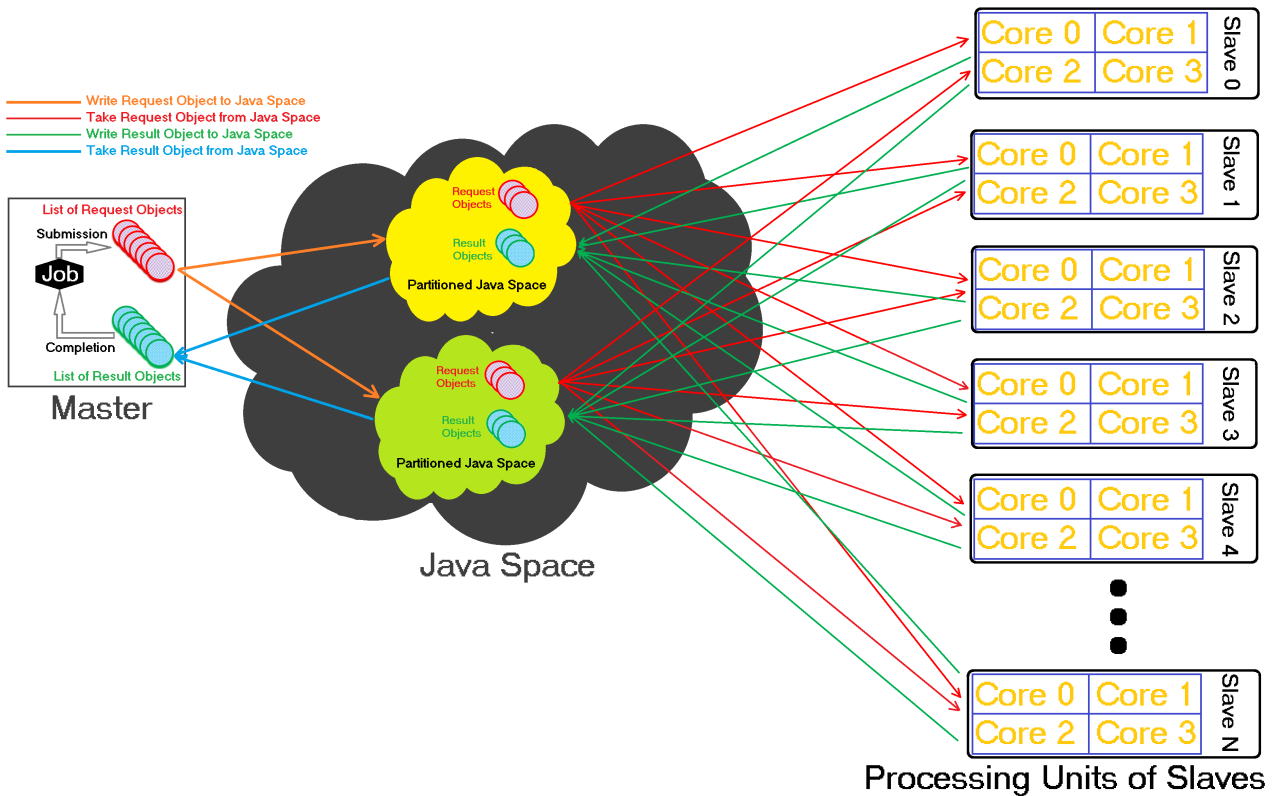 Write Request Object to Java Space
Take Request Object from Java Space
Write Result Object to Java Space
Take Result Object from Java Space
List of Request Objects
Submission
Job
Completion
List of Result Objects
Master
Request
Objects
Result
Objects
Partitioned Java Space
Request
Objects
Result
Objects
Partitioned Java Space
Java Space
Core 0 Core 1
Core 2 Core 3
Slave 0
Core 0 Core 1
Core 2 Core 3
Slave 1
Core 0 Core 1
Core 2 Core 3
Slave 2
Core 0 Core 1
Core 2 Core 3
Slave 3
Core 0 Core 1
Core 2 Core 3
Slave 4
Core 0 Core 1
Core 2 Core 3
Slave N
Processing Units of Slaves